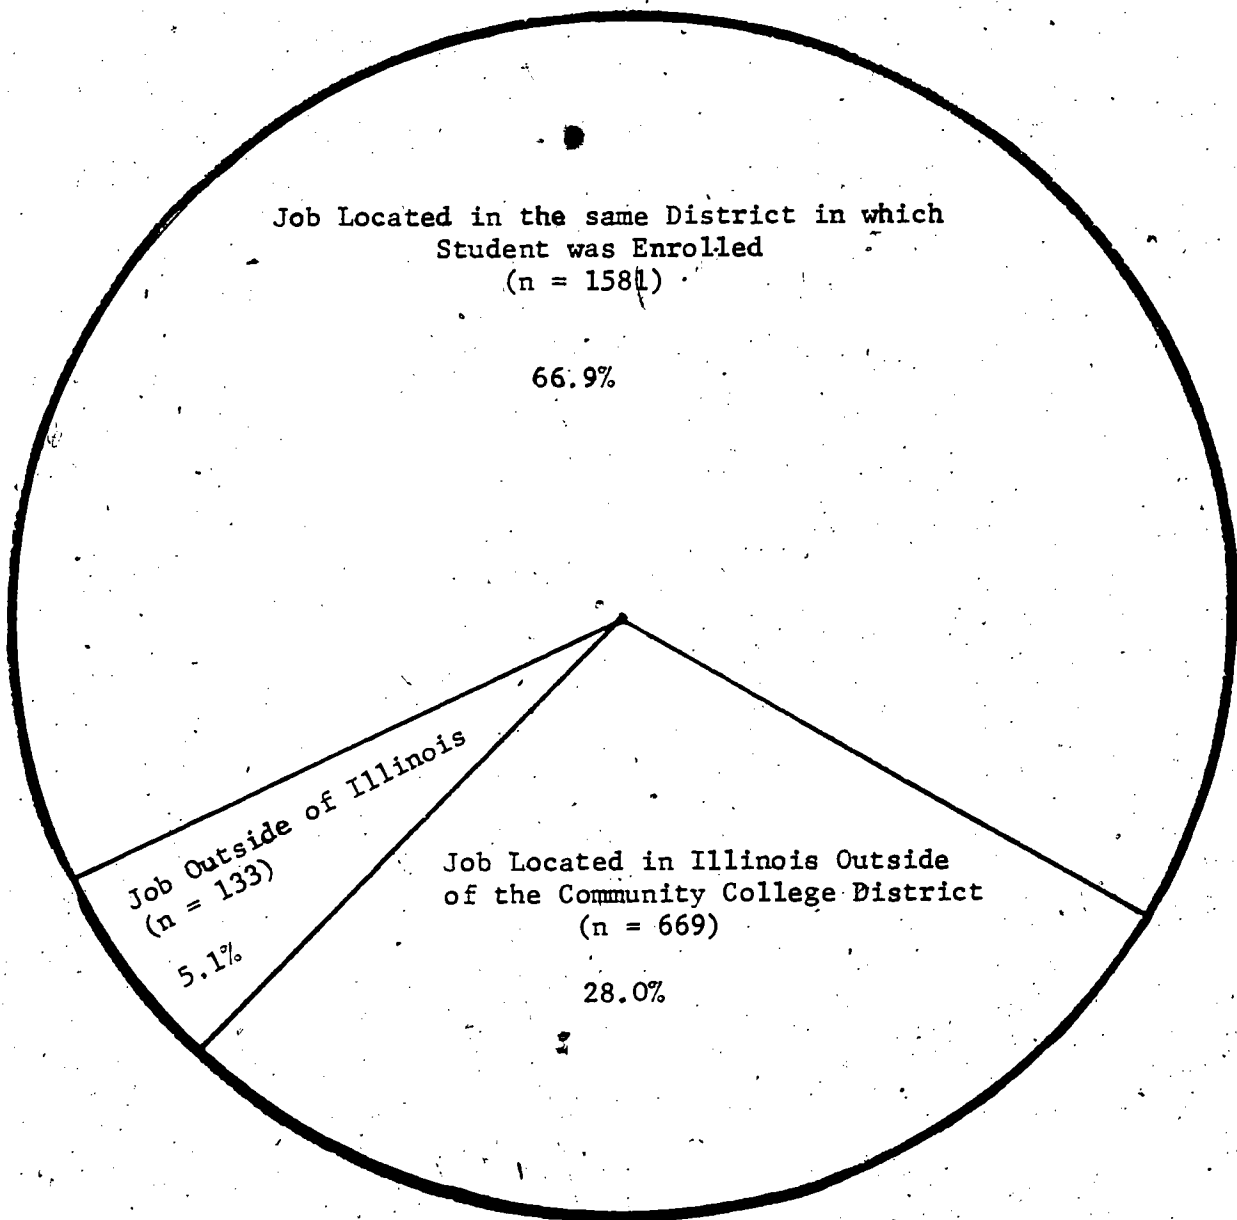 Job Located in the same District in which
Student was Enrolled
(n = 1581)
66.9%
Job Outside of Illinois
(n = 133)
5.1%
Job Located in Illinois Outside
of the Community College District
(n = 669)
28.0%